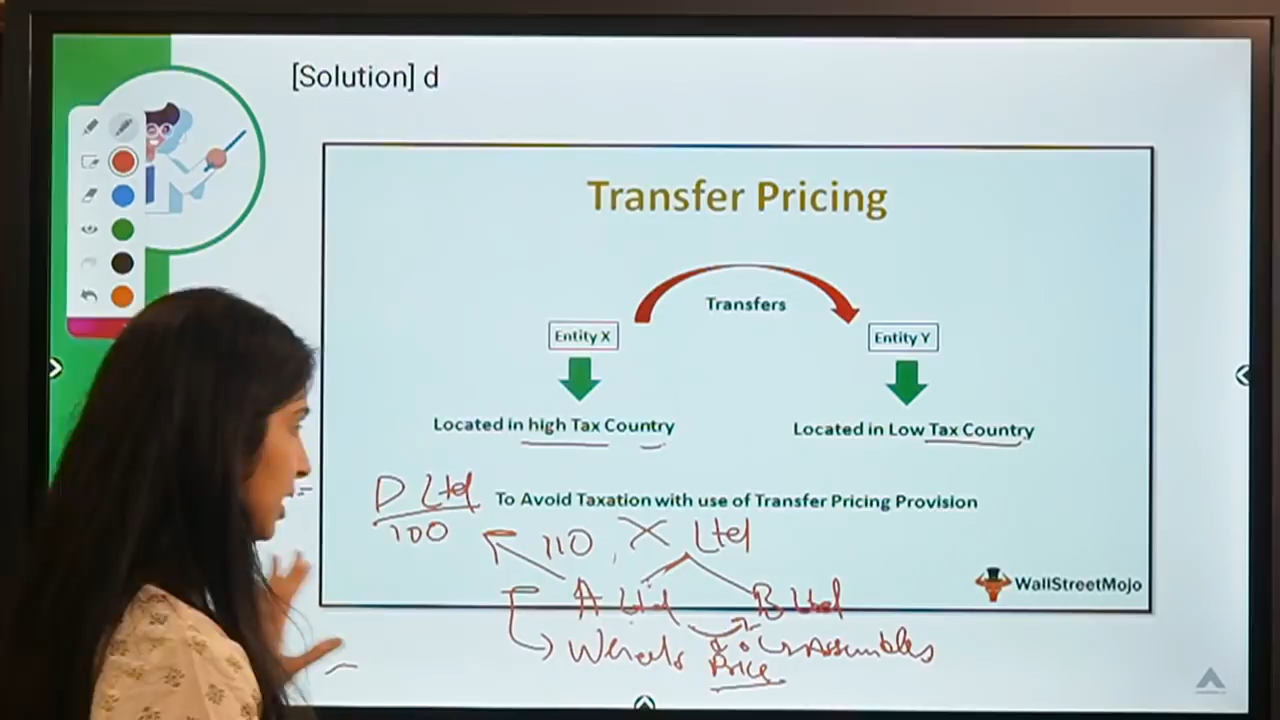 [Solution] d
Transfer Pricing
Transfers
Entity X
Entity Y
Located in high Tax Country
Located in Low Tax Country
D Ltd
To Avoid Taxation with use of Transfer Pricing Provision
100
110
X Ltd
WallStreetMojo
A Ltd
B Ltd
Wheels
Assembles
Price